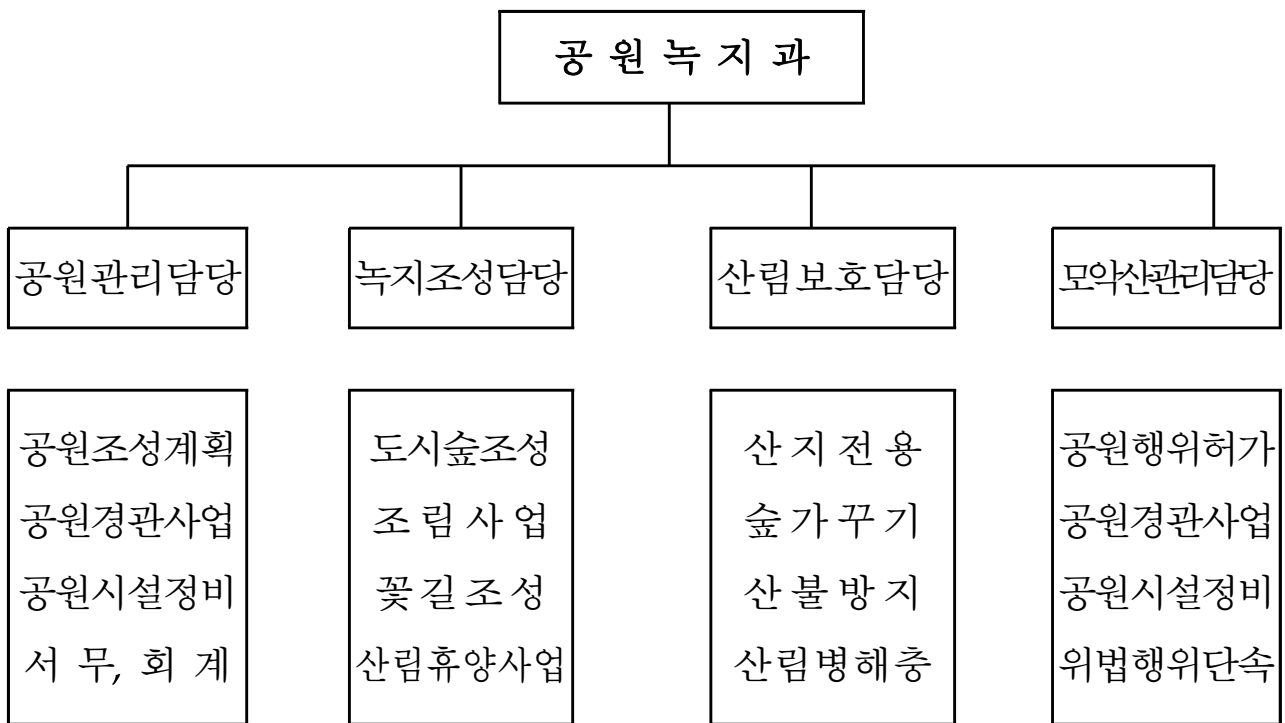 공 원 녹 지 과
공원관리담당
녹지조성담당
산림보호담당
모악산관리담당
공원조성계획
공원경관사업
공원시설정비
서 무, 회 계
도시숲조성
조 림 사 업
꽃 길 조 성
산림휴양사업
산 지 전 용
숲 가 꾸 기
산 불 방 지
산림병해충
공원행위허가
공원경관사업
공원시설정비
위법행위단속